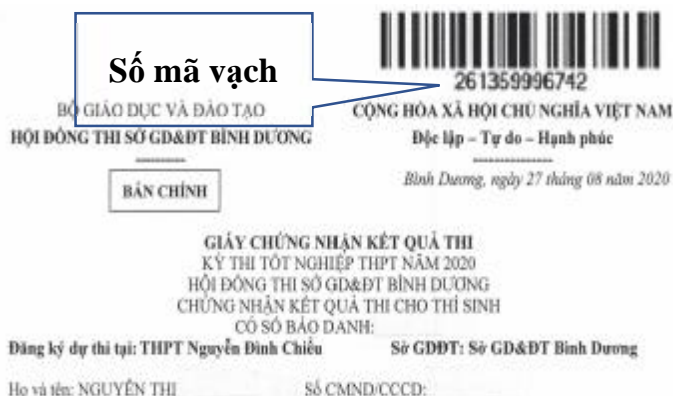 Số mã vạch
261359996742
BỘ GIÁO DỤC VÀ ĐÀO TẠO
HỘI ĐỒNG THI SỞ GD&ĐT BÌNH DƯƠNG
CỘNG HÒA XÃ HỘI CHỦ NGHĨA VIỆT NAM
Độc lập – Tự do – Hạnh phúc
BẢN CHÍNH
Bình Dương, ngày 27 tháng 08 năm 2020
GIẤY CHỨNG NHẬN KẾT QUẢ THI
KỲ THI TỐT NGHIỆP THPT NĂM 2020
HỘI ĐỒNG THI SỞ GD&ĐT BÌNH DƯƠNG
CHỨNG NHẬN KẾT QUẢ THI CHO THÍ SINH
CÓ SỐ BÁO DANH:
Đăng ký dự thi tại: THPT Nguyễn Đình Chiểu Sở GDĐT: Sở GD&ĐT Bình Dương
Họ và tên: NGUYỄN THỊ Số CMND/CCCD: